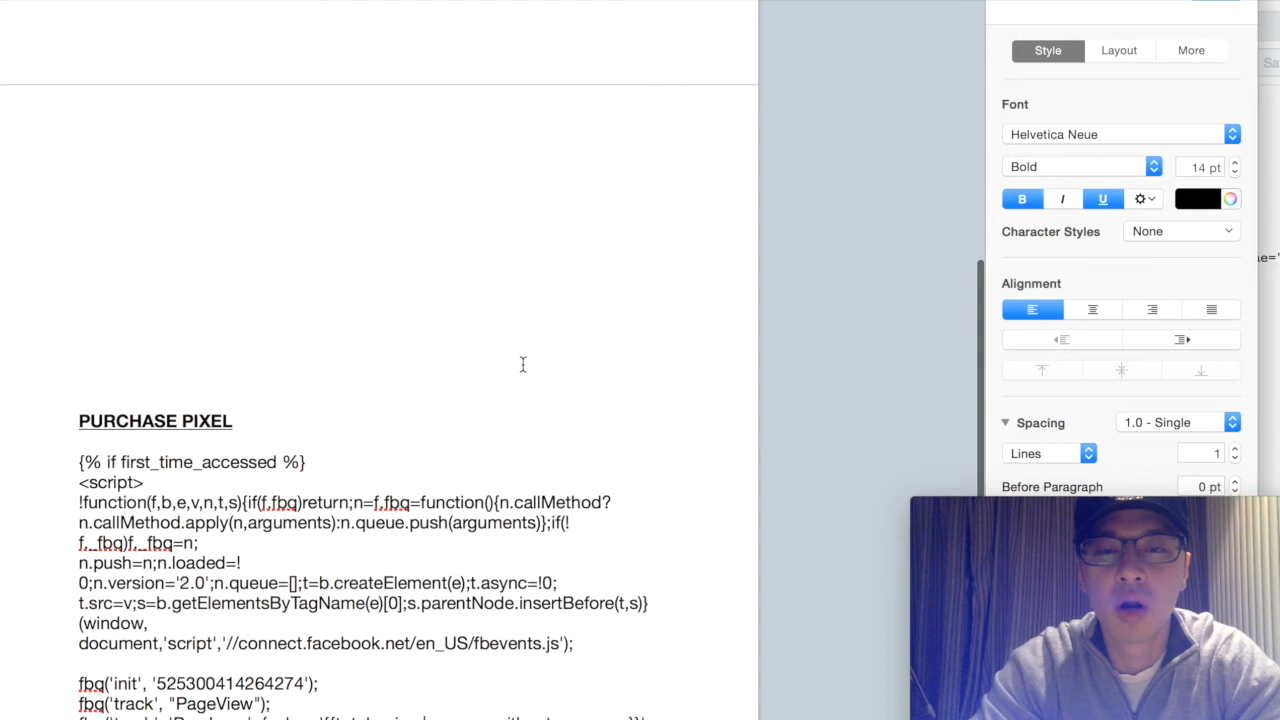 Style Layout More
Sa
Font
Helvetica Neue
Bold 14 pt
B I U
Character Styles None
Alignment
PURCHASE PIXEL
{% if first_time_accessed %}
<script>
!function(f,b,e,v,n,t,s){if(f.fbq)return;n=f.fbq=function(){n.callMethod?
n.callMethod.apply(n,arguments):n.queue.push(arguments)};if(!
f._fbq)f._fbq=n;
n.push=n;n.loaded=!
0;n.version='2.0';n.queue=[];t=b.createElement(e);t.async=!0;
t.src=v;s=b.getElementsByTagName(e)[0];s.parentNode.insertBefore(t,s)}
(window,
document,'script','//connect.facebook.net/en_US/fbevents.js');
fbq('init', '525300414264274');
fbq('track', "PageView");
Spacing 1.0 - Single
Lines 1
Before Paragraph 0 pt